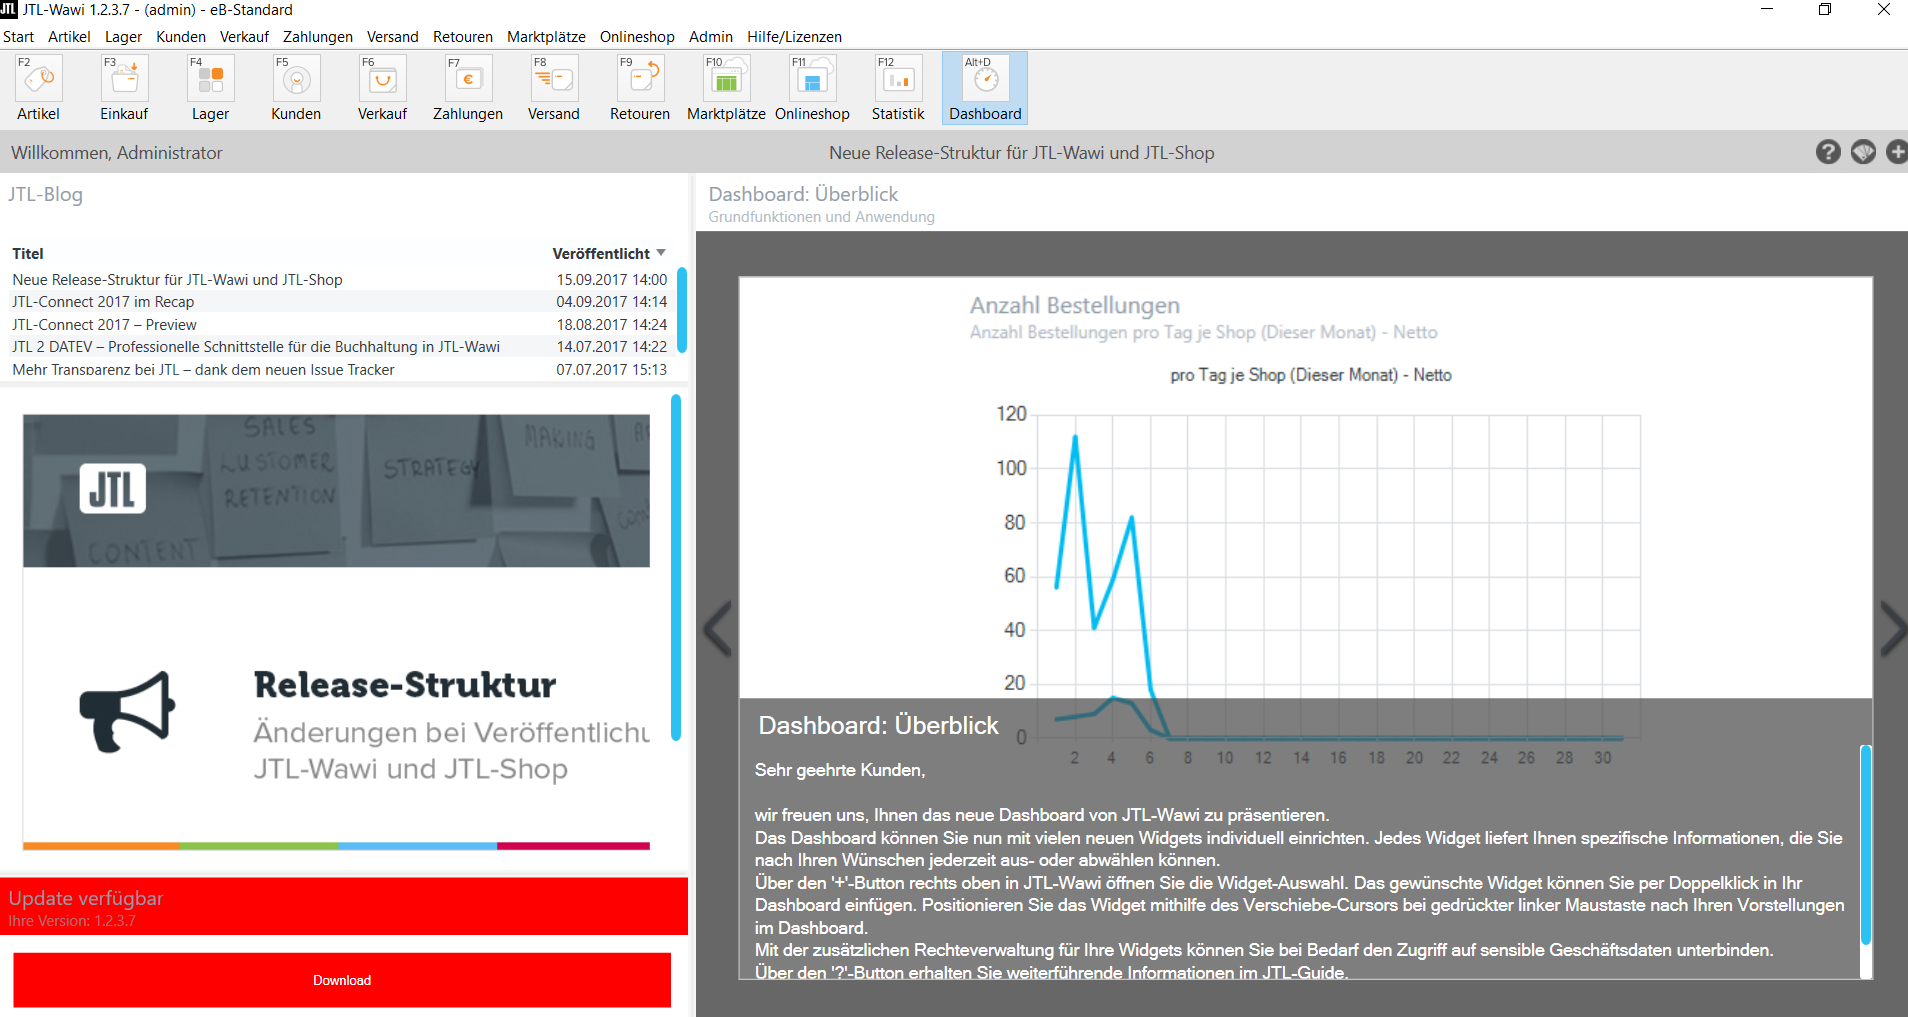 JTL-Wawi 1.2.3.7 - (admin) - eB-Standard
Start Artikel Lager Kunden Verkauf Zahlungen Versand Retouren Marktplätze Onlineshop Admin Hilfe/Lizenzen
F2 F3 F4 F5 F6 F7 F8 F9 F10 F11 F12 Alt+D
Artikel Einkauf Lager Kunden Verkauf Zahlungen Versand Retouren Marktplätze Onlineshop Statistik Dashboard
Willkommen, Administrator
Neue Release-Struktur für JTL-Wawi und JTL-Shop
JTL-Blog
Titel Veröffentlicht
Neue Release-Struktur für JTL-Wawi und JTL-Shop 15.09.2017 14:00
JTL-Connect 2017 im Recap 04.09.2017 14:14
JTL-Connect 2017 – Preview 18.08.2017 14:24
JTL 2 DATEV – Professionelle Schnittstelle für die Buchhaltung in JTL-Wawi 14.07.2017 14:22
Mehr Transparenz bei JTL – dank dem neuen Issue Tracker 07.07.2017 15:13
SALES
CUSTOMER
RETENTION
STRATEGY
MAKING
CONTENT
JTL
Release-Struktur
Änderungen bei Veröffentlichu
JTL-Wawi und JTL-Shop
Update verfügbar
Ihre Version: 1.2.3.7
Download
Dashboard: Überblick
Grundfunktionen und Anwendung
Anzahl Bestellungen
Anzahl Bestellungen pro Tag je Shop (Dieser Monat) - Netto
pro Tag je Shop (Dieser Monat) - Netto
120
100
80
60
40
20
0
2 4 6 8 10 12 14 16 18 20 22 24 26 28 30
Dashboard: Überblick
Sehr geehrte Kunden,
wir freuen uns, Ihnen das neue Dashboard von JTL-Wawi zu präsentieren.
Das Dashboard können Sie nun mit vielen neuen Widgets individuell einrichten. Jedes Widget liefert Ihnen spezifische Informationen, die Sie
nach Ihren Wünschen jederzeit aus- oder abwählen können.
Über den '+'-Button rechts oben in JTL-Wawi öffnen Sie die Widget-Auswahl. Das gewünschte Widget können Sie per Doppelklick in Ihr
Dashboard einfügen. Positionieren Sie das Widget mithilfe des Verschiebe-Cursors bei gedrückter linker Maustaste nach Ihren Vorstellungen
im Dashboard.
Mit der zusätzlichen Rechteverwaltung für Ihre Widgets können Sie bei Bedarf den Zugriff auf sensible Geschäftsdaten unterbinden.
Über den '?'-Button erhalten Sie weiterführende Informationen im JTL-Guide.